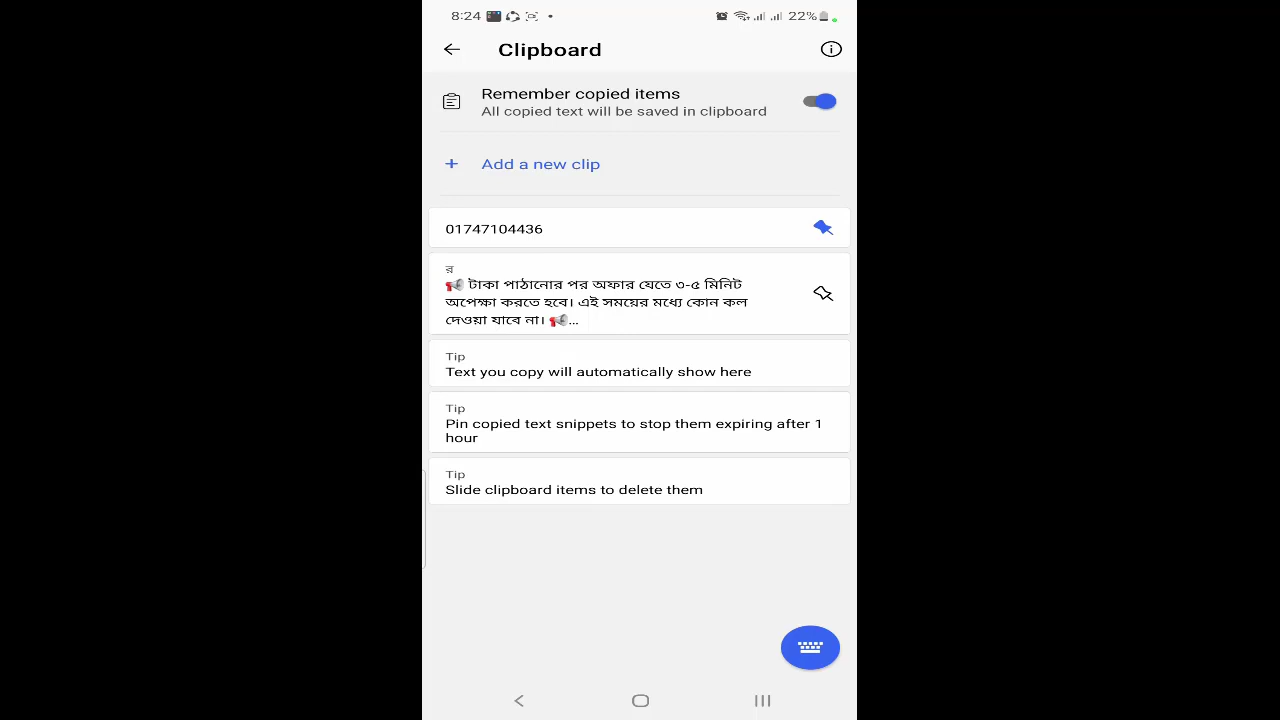 8:24
22%
Clipboard
Remember copied items
All copied text will be saved in clipboard
+ Add a new clip
01747104436
র
📢 টাকা পাঠানোর পর অফার যেতে ৩-৫ মিনিট
অপেক্ষা করতে হবে। এই সময়ের মধ্যে কোন কল
দেওয়া যাবে না। 📢...
Tip
Text you copy will automatically show here
Tip
Pin copied text snippets to stop them expiring after 1
hour
Tip
Slide clipboard items to delete them